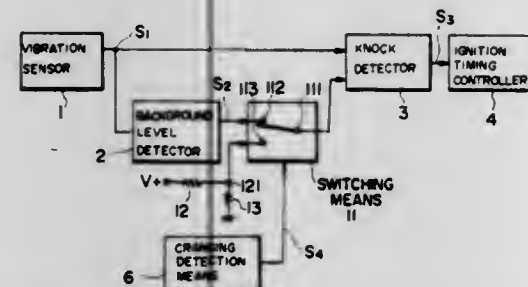 S1
S3
VIBRATION
SENSOR
1
KNOCK
DETECTOR
3
IGNITION
TIMING
CONTROLLER
4
S2
113
112
111
BACKGROUND
LEVEL
DETECTOR
2
V+
12
121
13
SWITCHING
MEANS
11
CRANGING
DETECTION
MEANS
6
S4